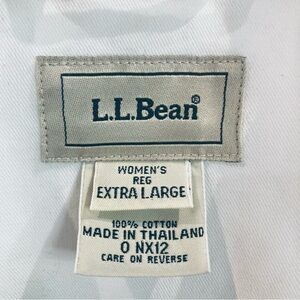 L.L.Bean®
WOMEN'S
REG
EXTRA LARGE
100% COTTON
MADE IN THAILAND
0 NX12
CARE ON REVERSE